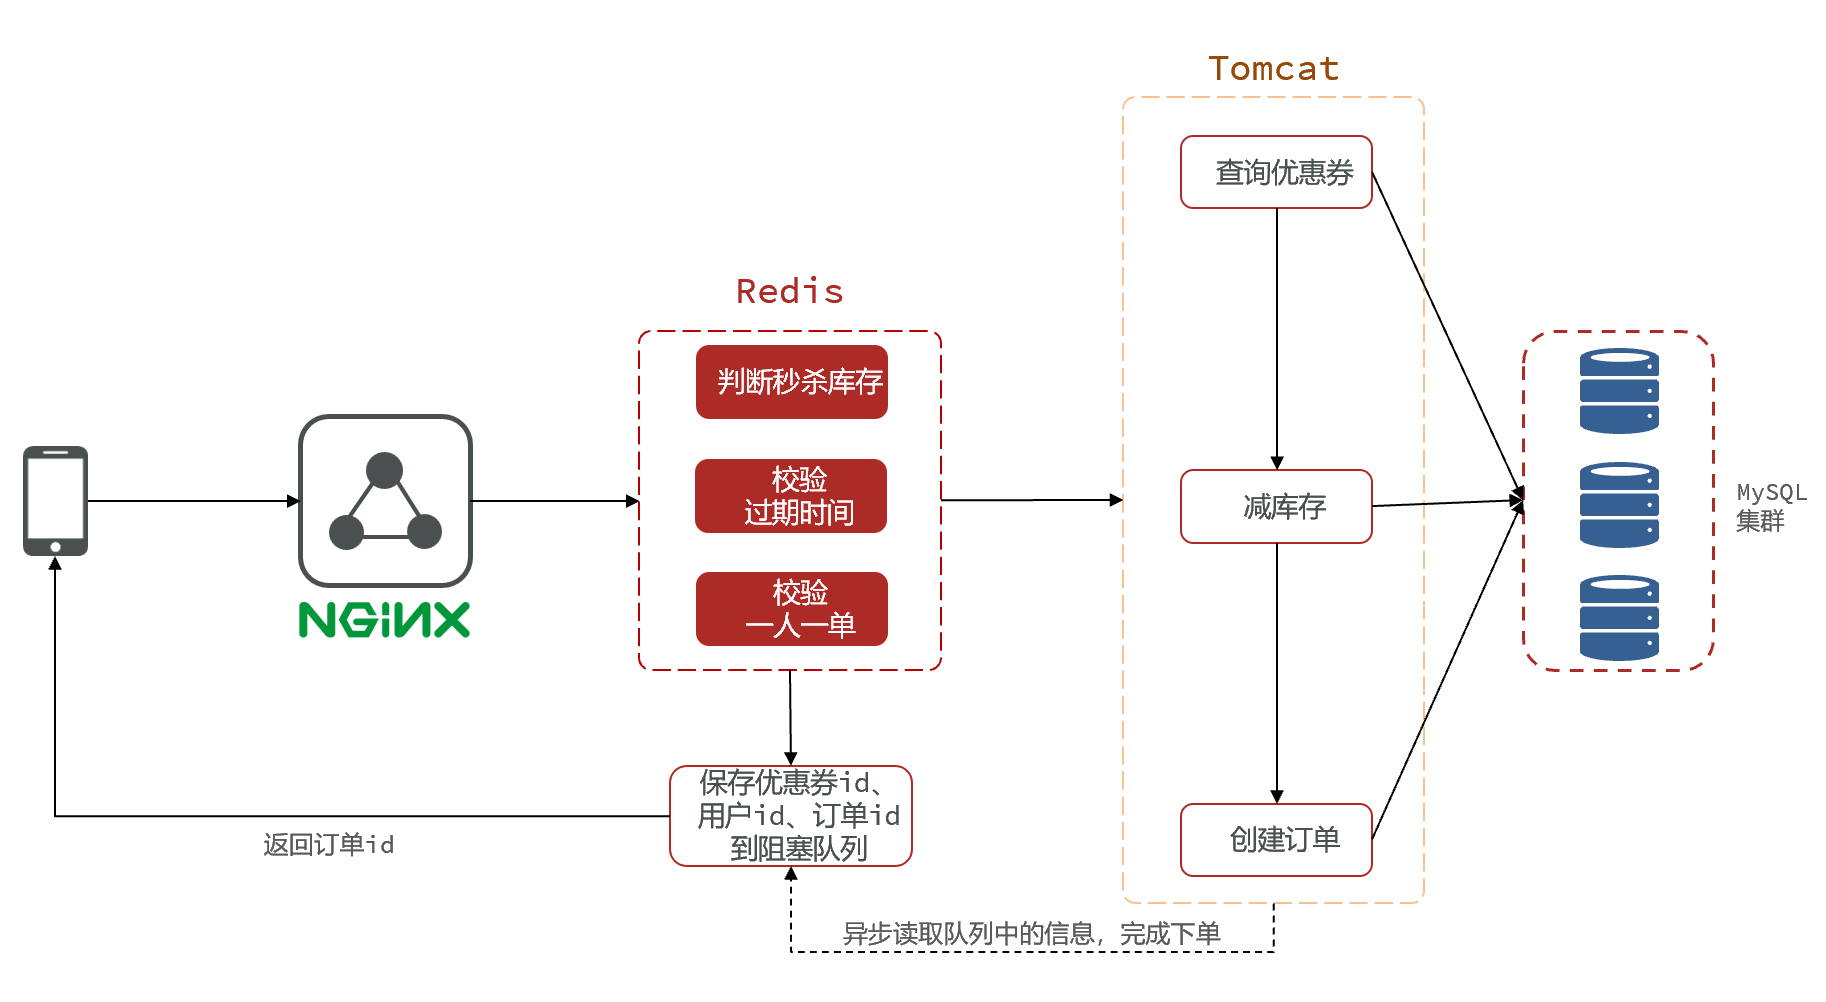 Tomcat
查询优惠券
Redis
判断秒杀库存
校验
过期时间
校验
一人一单
减库存
MySQL
集群
NGINX
保存优惠券id、
用户id、订单id
到阻塞队列
返回订单id
创建订单
异步读取队列中的信息，完成下单